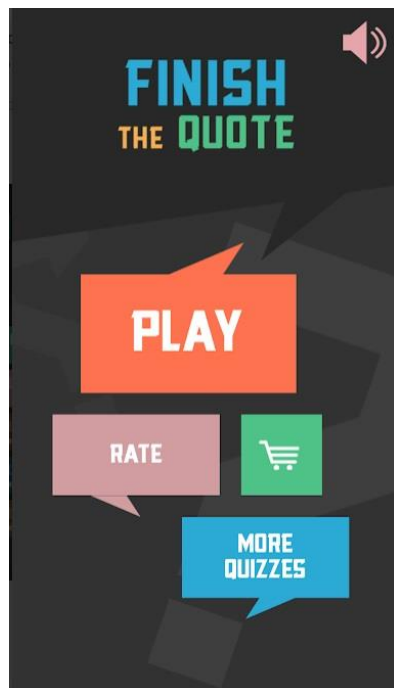 FINISH
THE QUOTE
PLAY
RATE
MORE
QUIZZES